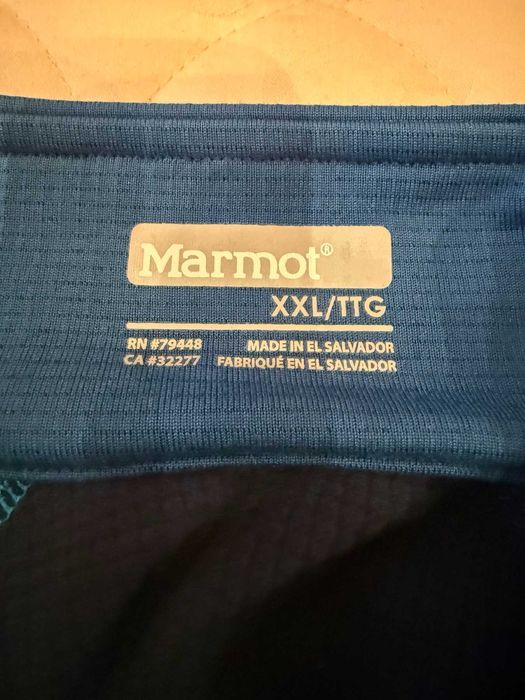 Marmot®
XXL/TTG
RN #79448 MADE IN EL SALVADOR
CA #32277 FABRIQUÉ EN EL SALVADOR